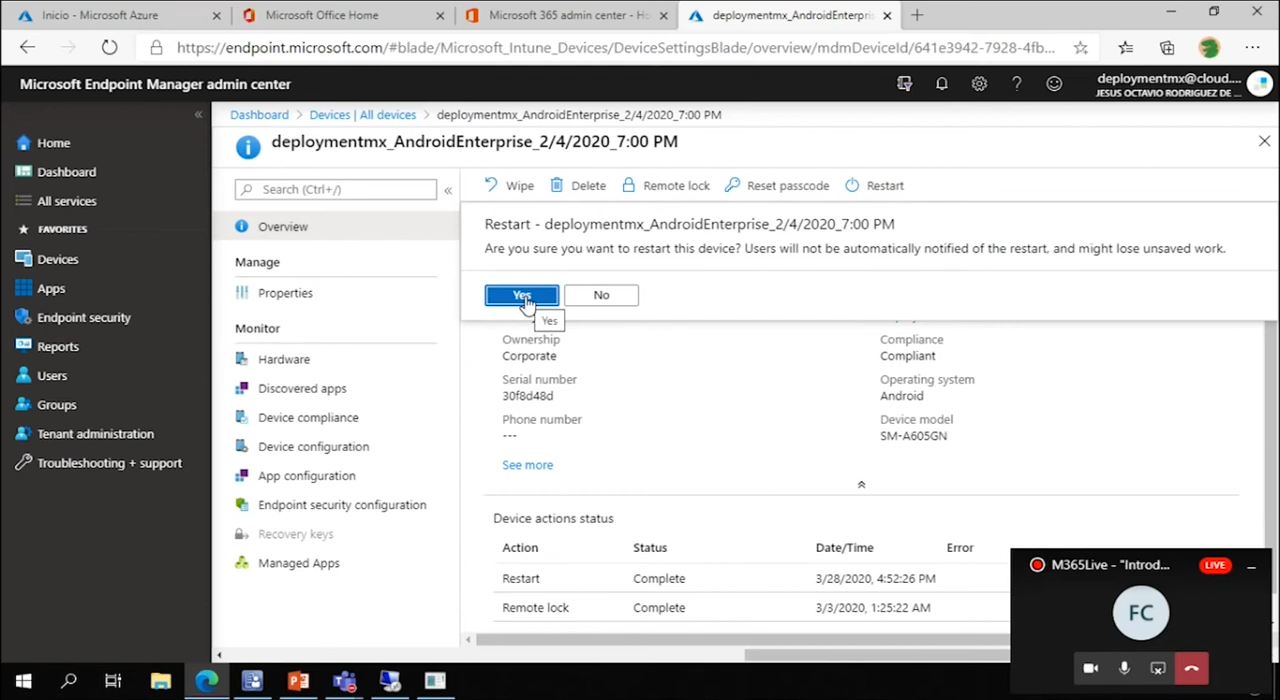 Inicio - Microsoft Azure
Microsoft Office Home
Microsoft 365 admin center - Ho
deploymentmx_AndroidEnterpris
https://endpoint.microsoft.com/#blade/Microsoft_Intune_Devices/DeviceSettingsBlade/overview/mdmDeviceId/641e3942-7928-4fb...
Microsoft Endpoint Manager admin center
deploymentmx@cloud....
JESUS OCTAVIO RODRIGUEZ DE ...
Home
Dashboard
All services
FAVORITES
Devices
Apps
Endpoint security
Reports
Users
Groups
Tenant administration
Troubleshooting + support
Dashboard > Devices | All devices > deploymentmx_AndroidEnterprise_2/4/2020_7:00 PM
deploymentmx_AndroidEnterprise_2/4/2020_7:00 PM
Search (Ctrl+/)
Overview
Manage
Properties
Monitor
Hardware
Discovered apps
Device compliance
Device configuration
App configuration
Endpoint security configuration
Recovery keys
Managed Apps
Wipe Delete Remote lock Reset passcode Restart
Restart - deploymentmx_AndroidEnterprise_2/4/2020_7:00 PM
Are you sure you want to restart this device? Users will not be automatically notified of the restart, and might lose unsaved work.
Yes No
Yes
Ownership
Corporate
Serial number
30f8d48d
Phone number
---
See more
Compliance
Compliant
Operating system
Android
Device model
SM-A605GN
Device actions status
Action Status Date/Time Error
Restart Complete 3/28/2020, 4:52:26 PM
Remote lock Complete 3/3/2020, 1:25:22 AM
M365Live - "Introd...
LIVE
FC